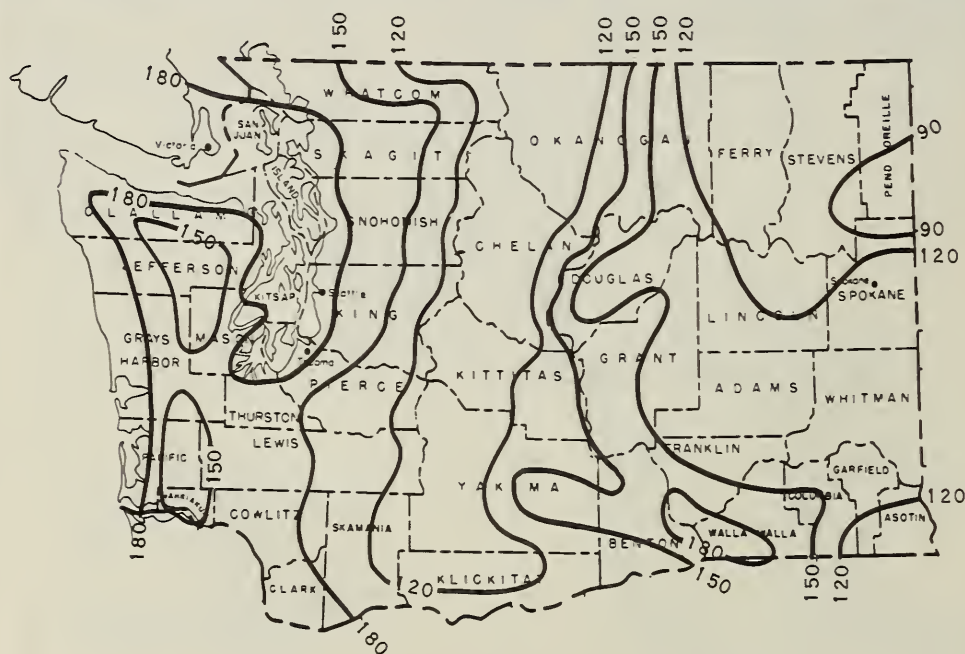 150
120
120
150
150
120
180
WHATCOM
SAN
JUAN
Victoria
SKAGIT
ISLAND
OKANOGAN
FERRY
STEVENS
PEND OREILLE
90
180
CLALLAM
150
SNOHOMISH
CHELAN
90
120
JEFFERSON
DOUGLAS
KITSAP
Seattle
KING
LINCOLN
Spokane
SPOKANE
GRAYS
HARBOR
MASON
Tacoma
PIERCE
KITTITAS
GRANT
ADAMS
WHITMAN
THURSTON
LEWIS
FRANKLIN
PACIFIC
150
GARFIELD
YAKIMA
COLUMBIA
WAHKIAKUM
COWLITZ
SKAMANIA
120
ASOTIN
WALLA WALLA
180
BENTON
180
120
KLICKITAT
CLARK
150
150
120
180